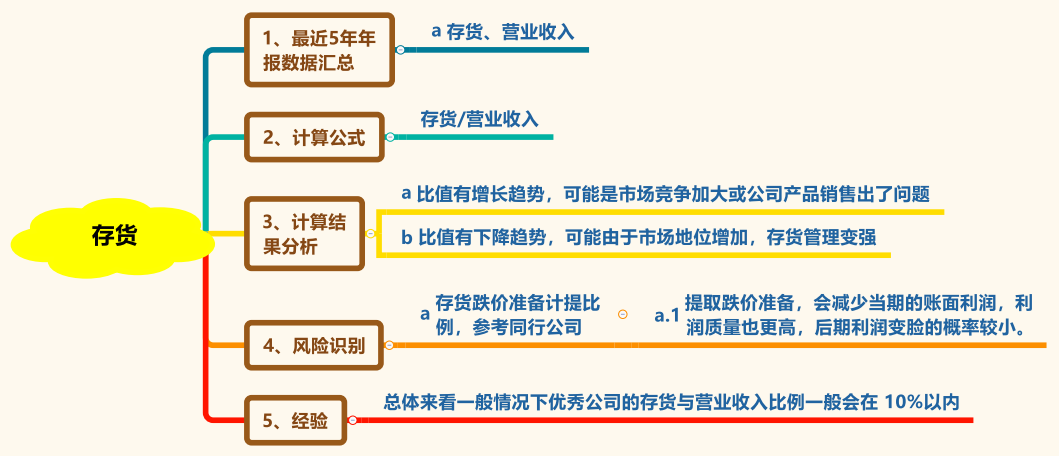 存货
1、最近5年年
报数据汇总
a 存货、营业收入
2、计算公式
存货/营业收入
3、计算结
果分析
a 比值有增长趋势，可能是市场竞争加大或公司产品销售出了问题
b 比值有下降趋势，可能由于市场地位增加，存货管理变强
4、风险识别
a 存货跌价准备计提比
例，参考同行公司
a.1 提取跌价准备，会减少当期的账面利润，利
润质量也更高，后期利润变脸的概率较小。
5、经验
总体来看一般情况下优秀公司的存货与营业收入比例一般会在 10%以内